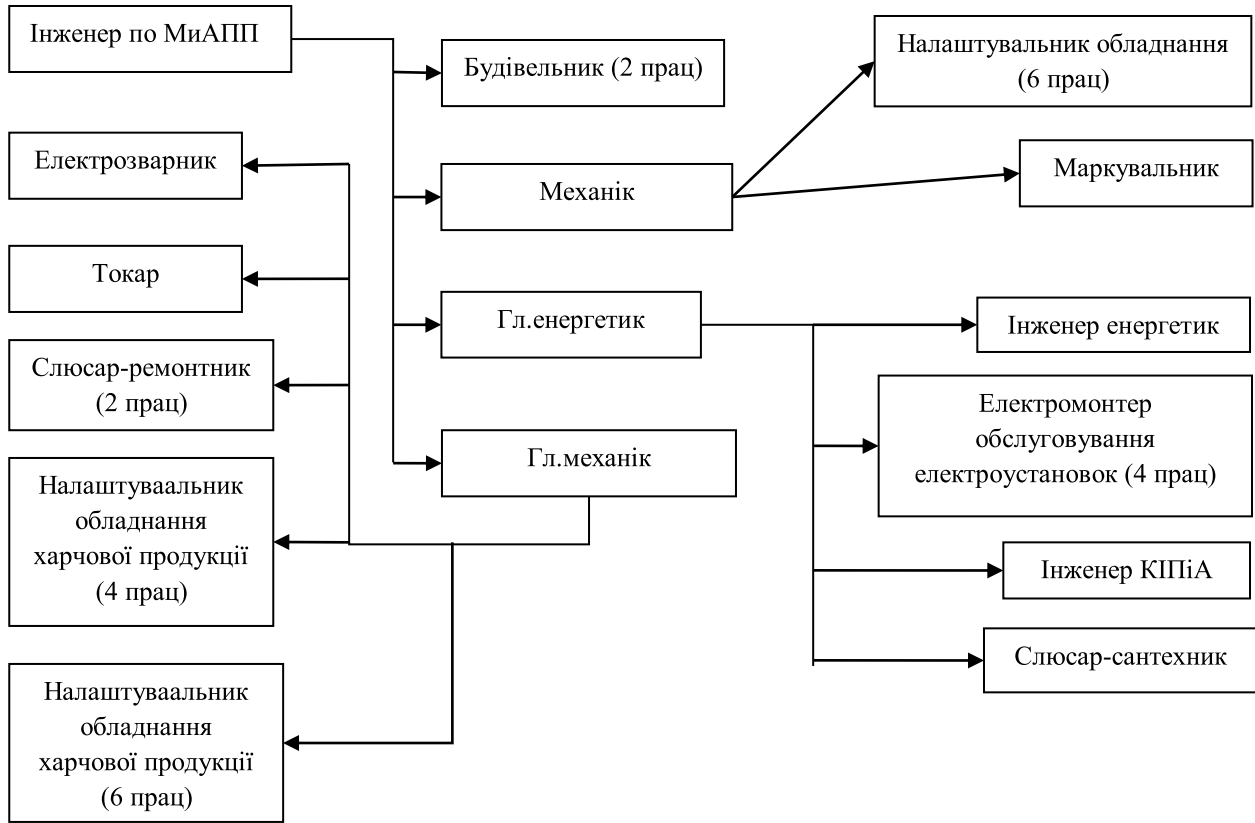 Інженер по МиАПП
Будівельник (2 прац)
Налаштувальник обладнання
(6 прац)
Електрозварник
Механік
Маркувальник
Токар
Гл.енергетик
Інженер енергетик
Слюсар-ремонтник
(2 прац)
Електромонтер
обслуговування
електроустановок (4 прац)
Гл.механік
Налаштуваальник
обладнання
харчової продукції
(4 прац)
Інженер КІПіА
Слюсар-сантехник
Налаштуваальник
обладнання
харчової продукції
(6 прац)